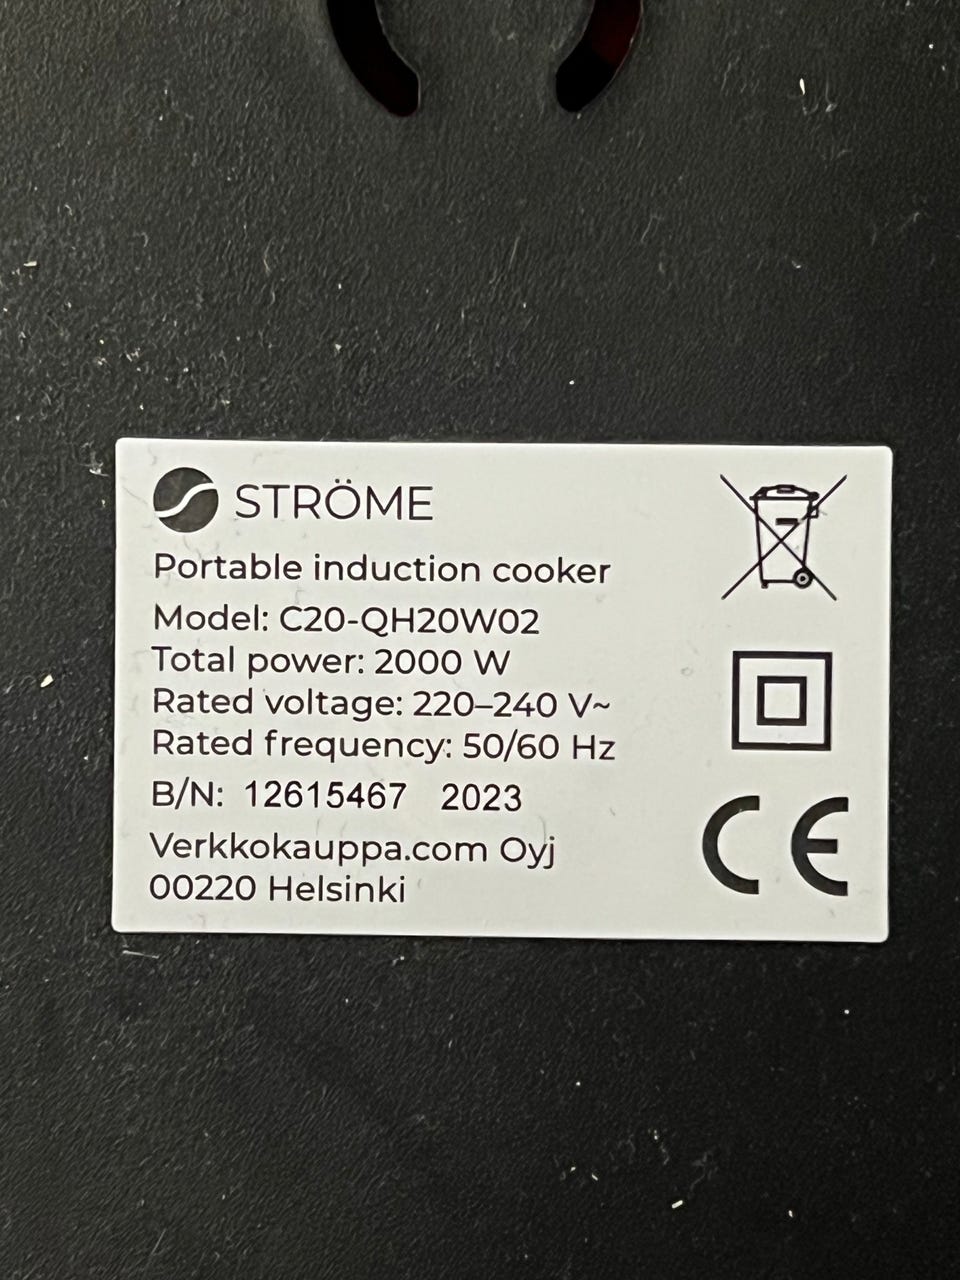 STRÖME
Portable induction cooker
Model: C20-QH20W02
Total power: 2000 W
Rated voltage: 220–240 V~
Rated frequency: 50/60 Hz
B/N: 12615467 2023
Verkkokauppa.com Oyj
00220 Helsinki
CE